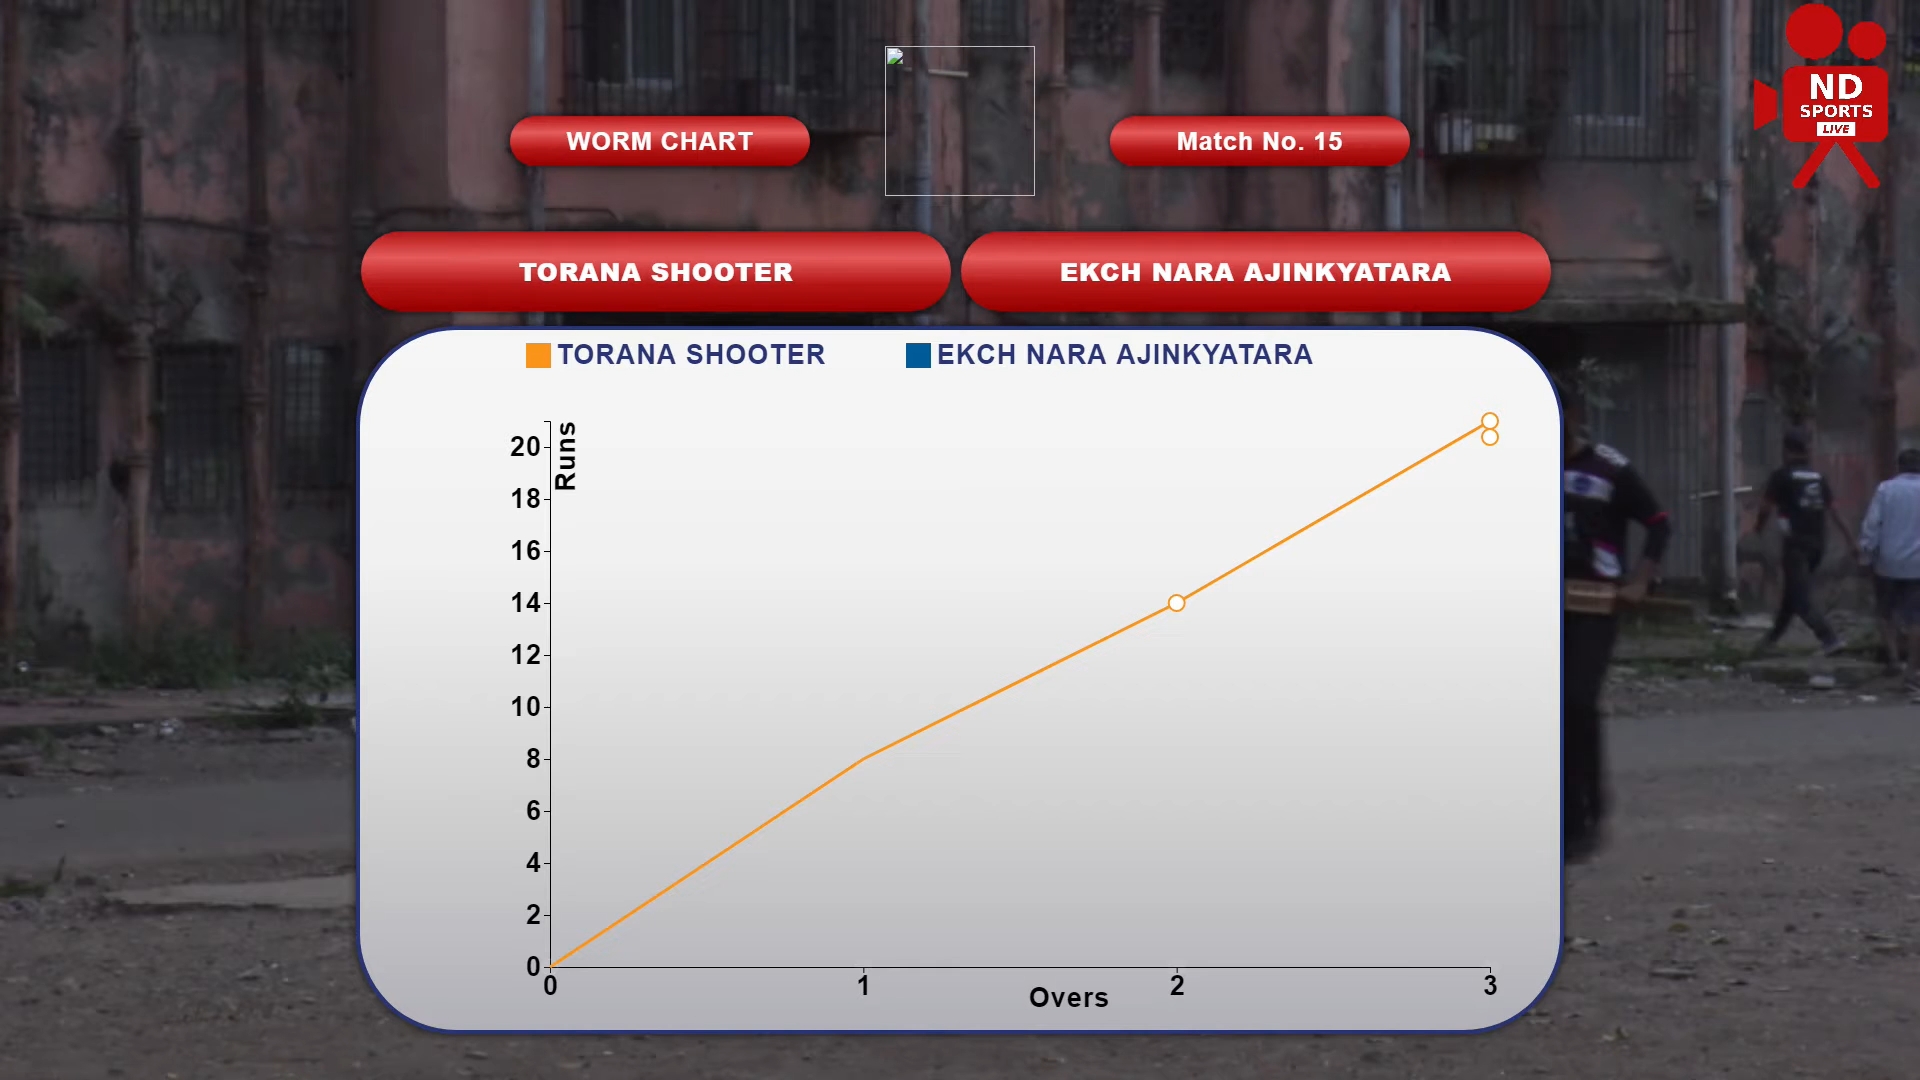 ND
SPORTS
LIVE
WORM CHART
Match No. 15
TORANA SHOOTER
EKCH NARA AJINKYATARA
TORANA SHOOTER
EKCH NARA AJINKYATARA
Runs
20
18
16
14
12
10
8
6
4
2
0
0
1
2
3
Overs